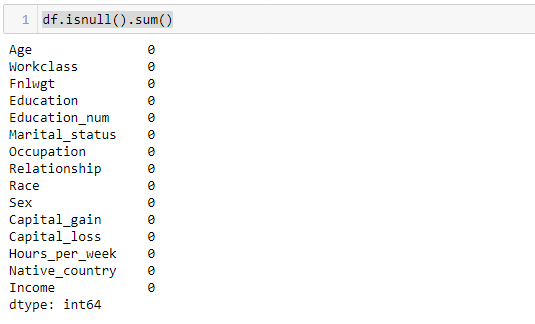 1 df.isnull().sum()
Age 0
Workclass 0
Fnlwgt 0
Education 0
Education_num 0
Marital_status 0
Occupation 0
Relationship 0
Race 0
Sex 0
Capital_gain 0
Capital_loss 0
Hours_per_week 0
Native_country 0
Income 0
dtype: int64